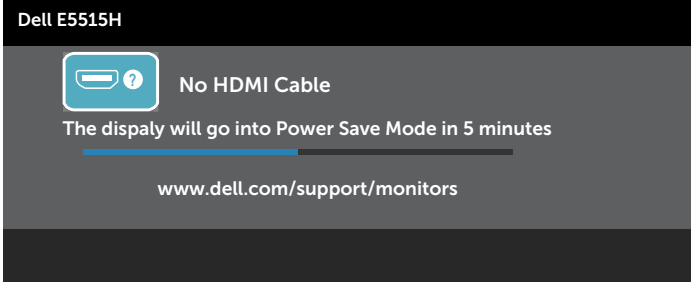 Dell E5515H
?
No HDMI Cable
The dispaly will go into Power Save Mode in 5 minutes
www.dell.com/support/monitors